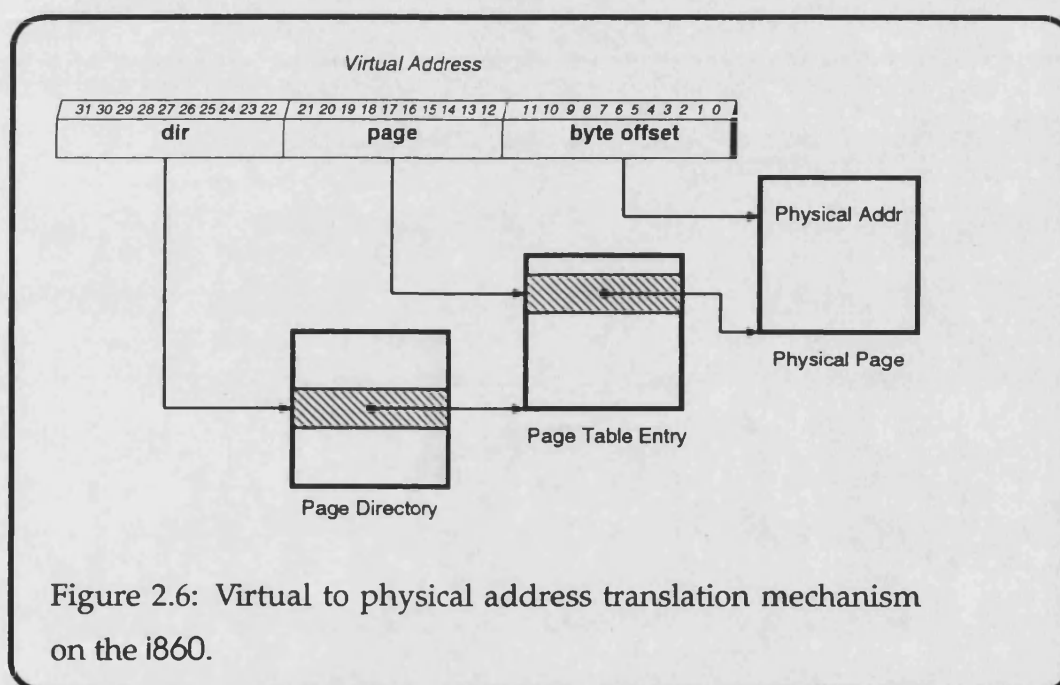 Virtual Address
31 30 29 28 27 26 25 24 23 22 21 20 19 18 17 16 15 14 13 12 11 10 9 8 7 6 5 4 3 2 1 0
dir page byte offset
Physical Addr
Physical Page
Page Table Entry
Page Directory
Figure 2.6: Virtual to physical address translation mechanism
on the i860.